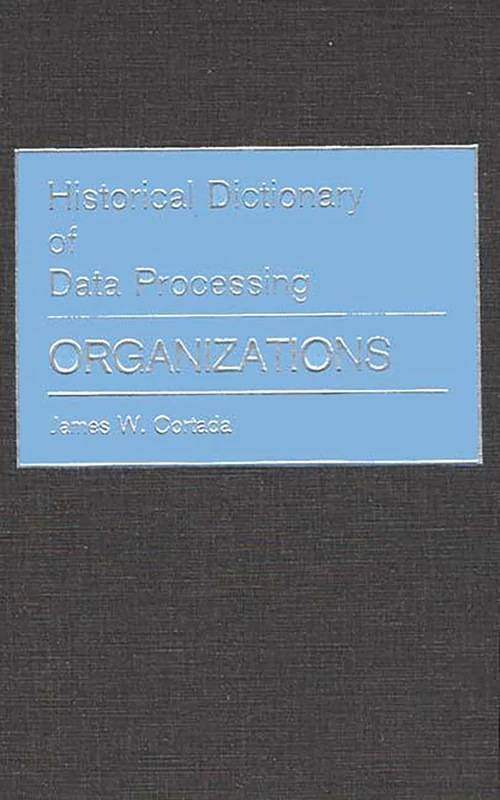 Historical Dictionary
of
Data Processing
ORGANIZATIONS
James W. Cortada